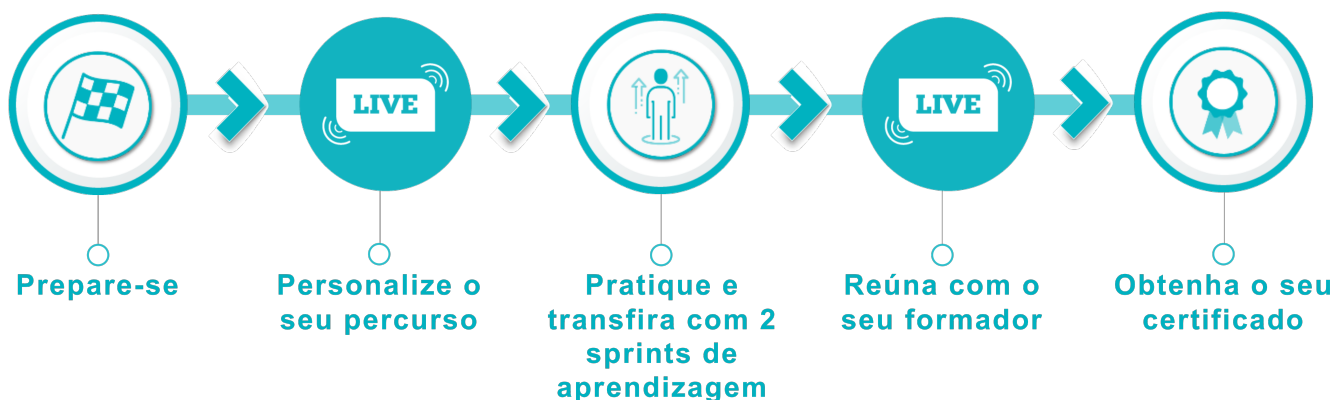 LIVE
LIVE
Prepare-se
Personalize o
seu percurso
Pratique e
transfira com 2
sprints de
aprendizagem
Reúna com o
seu formador
Obtenha o seu
certificado